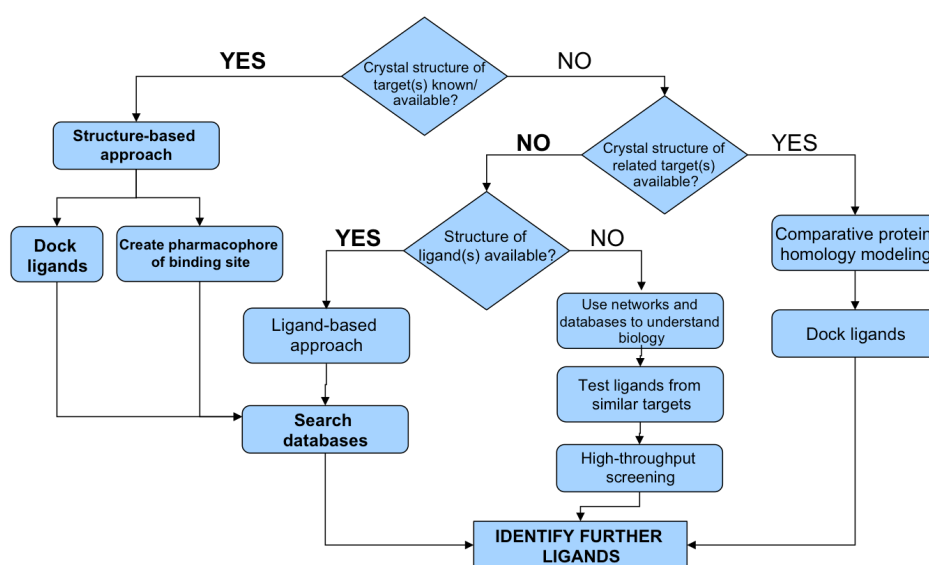 YES
Crystal structure of
target(s) known/
available?
NO
Structure-based
approach
NO
Crystal structure of
related target(s)
available?
YES
Dock
ligands
Create pharmacophore
of binding site
YES
Structure of
ligand(s) available?
NO
Comparative protein
homology modeling
Ligand-based
approach
Use networks and
databases to understand
biology
Dock ligands
Test ligands from
similar targets
Search
databases
High-throughput
screening
IDENTIFY FURTHER
LIGANDS